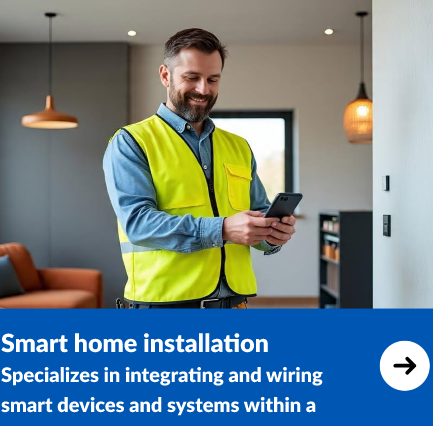 Smart home installation
Specializes in integrating and wiring
smart devices and systems within a